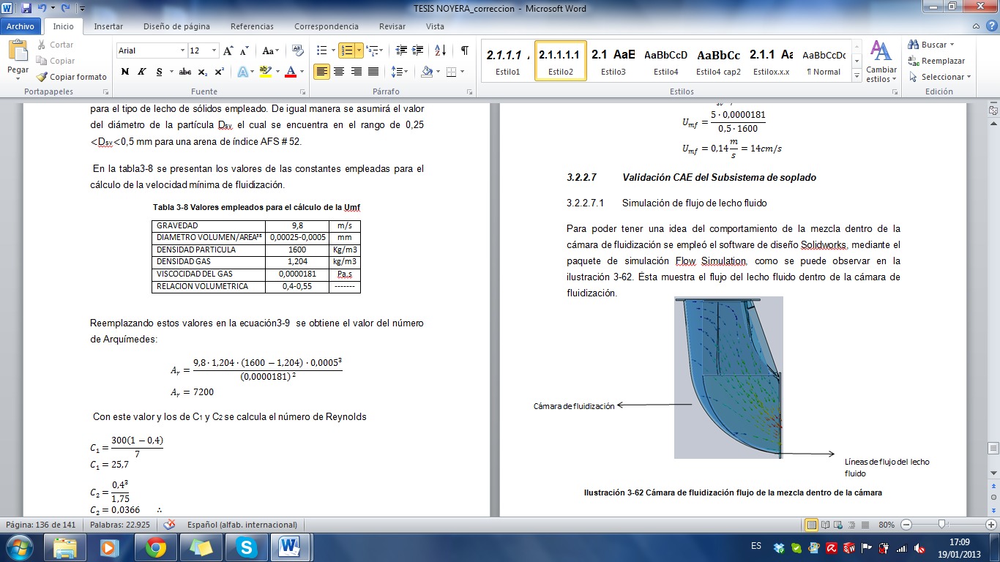 TESIS NOYERA_correccion - Microsoft Word
Archivo Inicio Insertar Diseño de página Referencias Correspondencia Revisar Vista
Pegar
Cortar
Copiar
Copiar formato
Portapapeles
Arial 12
N K S abc x₂ x² A ab A
Fuente
Párrafo
2.1.1.1 2.1.1.1.1 2.1 AaB AaBbCcD AaBbCc 2.1.1 Aa AaBbCcDc
Estilo1 Estilo2 Estilo3 Estilo4 Estilo4 cap2 Estilox.x.x ¶ Normal
Estilos
Cambiar estilos
Buscar
Reemplazar
Seleccionar
Edición
para el tipo de lecho de sólidos empleado. De igual manera se asumirá el valor
del diámetro de la partícula Dsv el cual se encuentra en el rango de 0,25
<Dsv<0,5 mm para una arena de índice AFS # 52.
En la tabla3-8 se presentan los valores de las constantes empleadas para el
cálculo de la velocidad mínima de fluidización.
Tabla 3-8 Valores empleados para el cálculo de la Umf
GRAVEDAD 9,8 m/s
DIAMETRO VOLUMEN/AREA³⁸ 0,00025-0,0005 mm
DENSIDAD PARTICULA 1600 Kg/m3
DENSIDAD GAS 1,204 kg/m3
VISCOCIDAD DEL GAS 0,0000181 Pa.s
RELACION VOLUMETRICA 0,4-0,55 -------
Reemplazando estos valores en la ecuación3-9 se obtiene el valor del número
de Arquímedes:
A_r = 9,8·1,204·(1600 − 1,204)·0,0005³ / (0,0000181)²
A_r = 7200
Con este valor y los de C1 y C2 se calcula el número de Reynolds
C₁ = 300(1 − 0,4) / 7
C₁ = 25,7
C₂ = 0,4³ / 1,75
C₂ = 0,0366 ∴
U_mf = 5·0,0000181 / 0,5·1600
U_mf = 0,14 m/s = 14cm/s
3.2.2.7 Validación CAE del Subsistema de soplado
3.2.2.7.1 Simulación de flujo de lecho fluido
Para poder tener una idea del comportamiento de la mezcla dentro de la
cámara de fluidización se empleó el software de diseño Solidworks, mediante el
paquete de simulación Flow Simulation, como se puede observar en la
ilustración 3-62. Ésta muestra el flujo del lecho fluido dentro de la cámara de
fluidización.
Cámara de fluidización
Líneas de flujo del lecho
fluido
Ilustración 3-62 Cámara de fluidización flujo de la mezcla dentro de la cámara
Página: 136 de 141 Palabras: 22.925 Español (alfab. internacional) 80%
ES
17:09
19/01/2013